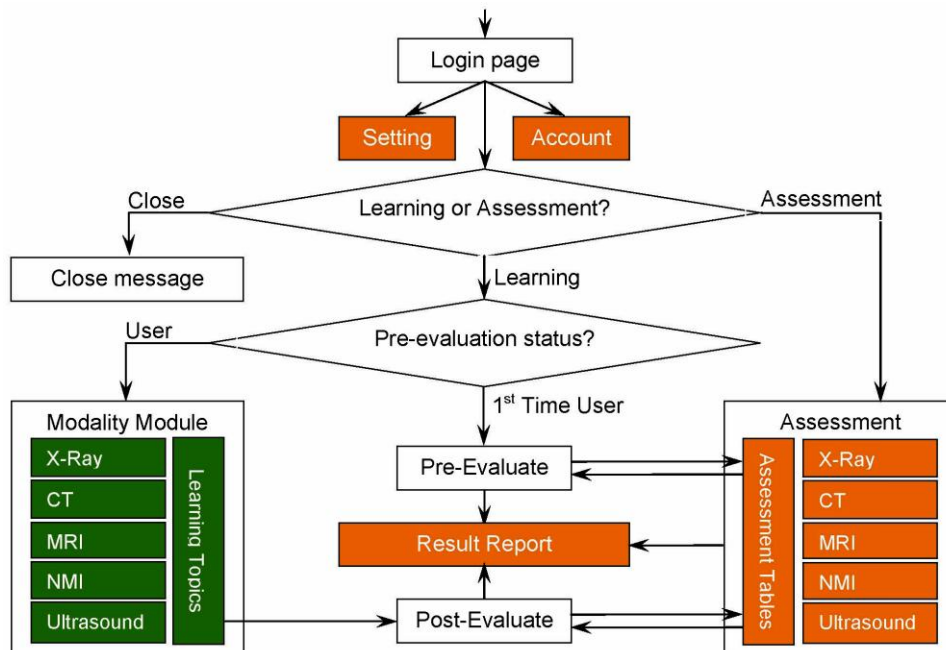 Login page
Setting
Account
Close
Learning or Assessment?
Assessment
Close message
Learning
User
Pre-evaluation status?
1st Time User
Modality Module
X-Ray
CT
MRI
NMI
Ultrasound
Learning Topics
Pre-Evaluate
Result Report
Post-Evaluate
Assessment
Assessment Tables
X-Ray
CT
MRI
NMI
Ultrasound